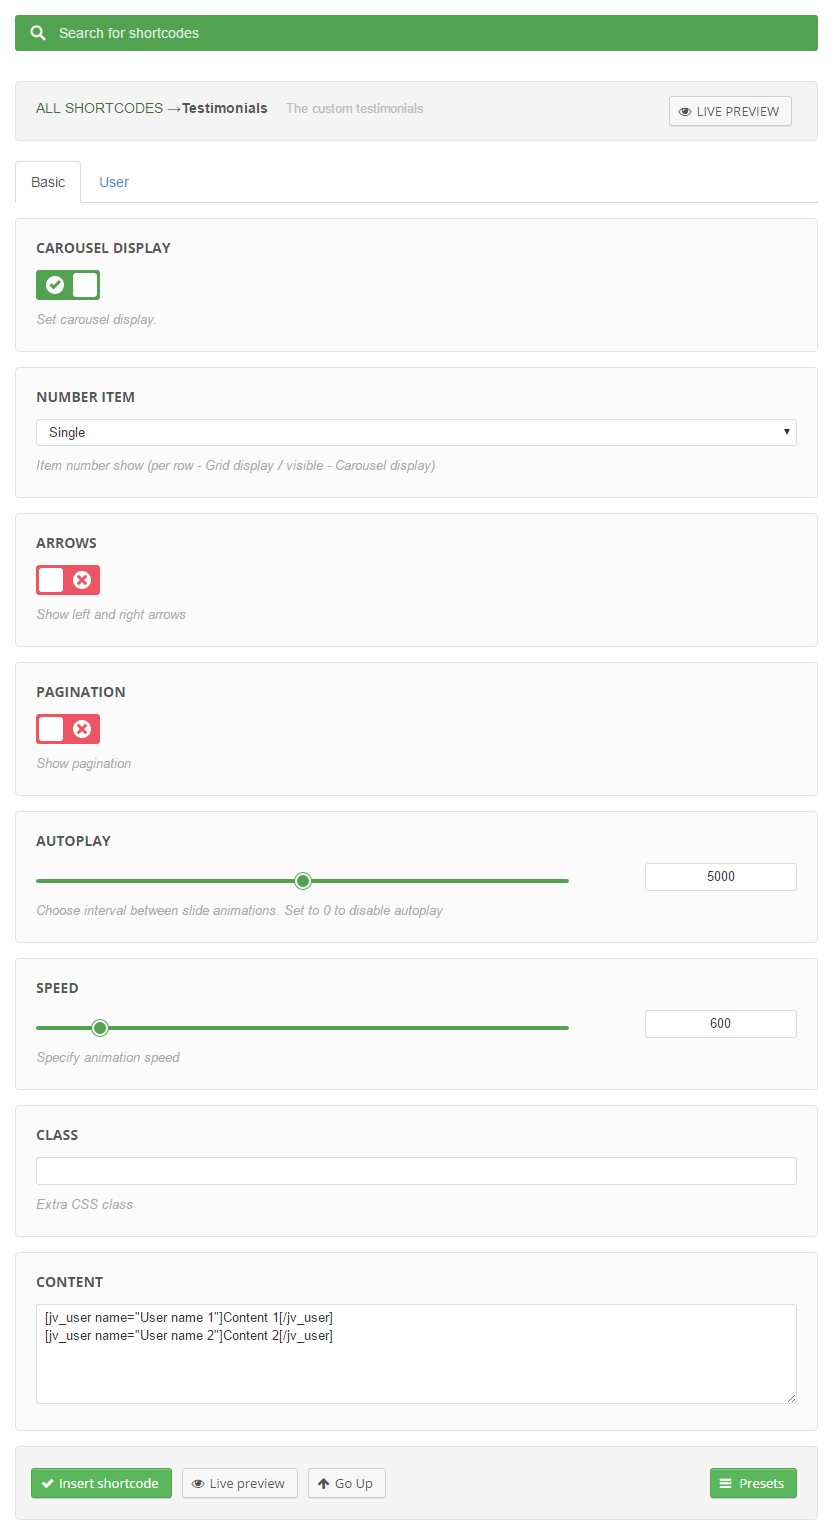 Search for shortcodes
ALL SHORTCODES →Testimonials The custom testimonials LIVE PREVIEW
Basic User
CAROUSEL DISPLAY
Set carousel display.
NUMBER ITEM
Single
Item number show (per row - Grid display / visible - Carousel display)
ARROWS
Show left and right arrows
PAGINATION
Show pagination
AUTOPLAY
5000
Choose interval between slide animations. Set to 0 to disable autoplay
SPEED
600
Specify animation speed
CLASS
Extra CSS class
CONTENT
[jv_user name="User name 1"]Content 1[/jv_user]
[jv_user name="User name 2"]Content 2[/jv_user]
Insert shortcode Live preview Go Up Presets